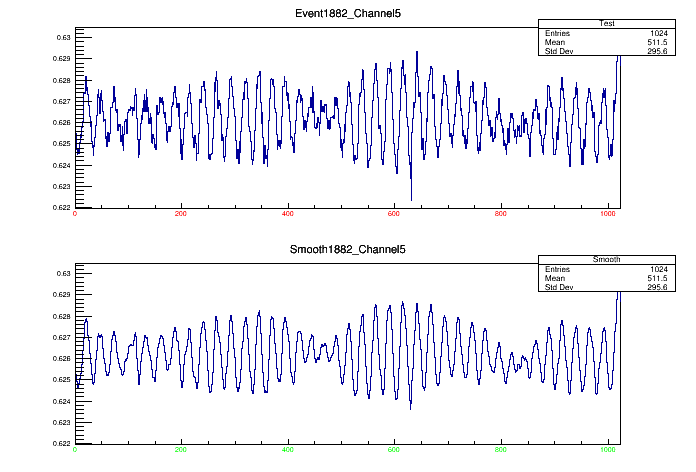 Event1882_Channel5
Test
Entries 1024
Mean 511.5
Std Dev 295.6
0.63
0.629
0.628
0.627
0.626
0.625
0.624
0.623
0.622
0 200 400 600 800 1000
Smooth1882_Channel5
Smooth
Entries 1024
Mean 511.5
Std Dev 295.6
0.63
0.629
0.628
0.627
0.626
0.625
0.624
0.623
0.622
0 200 400 600 800 1000